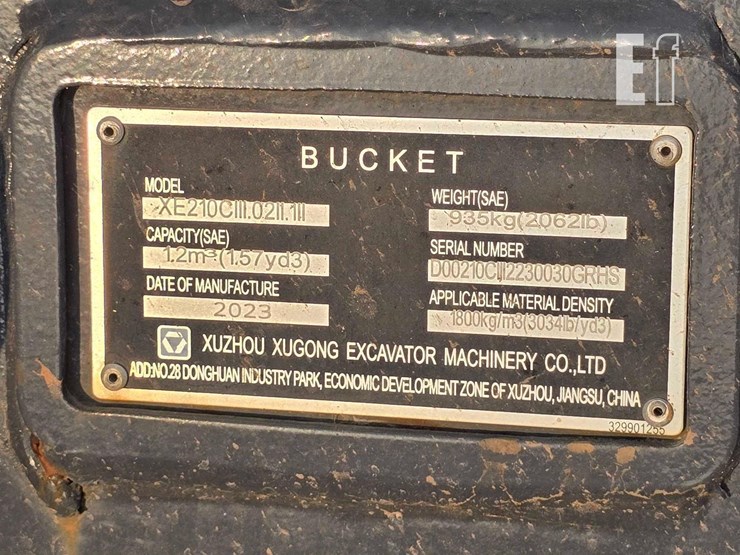 Ef
BUCKET
MODEL
XE210CIII.02II.1II
CAPACITY(SAE)
1.2m³(1.57yd3)
DATE OF MANUFACTURE
2023
WEIGHT(SAE)
935kg(2062lb)
SERIAL NUMBER
D00210CIII2230030GRHS
APPLICABLE MATERIAL DENSITY
1800kg/m3(3034lb/yd3)
XUZHOU XUGONG EXCAVATOR MACHINERY CO.,LTD
ADD:NO.28 DONGHUAN INDUSTRY PARK, ECONOMIC DEVELOPMENT ZONE OF XUZHOU, JIANGSU, CHINA
329901255